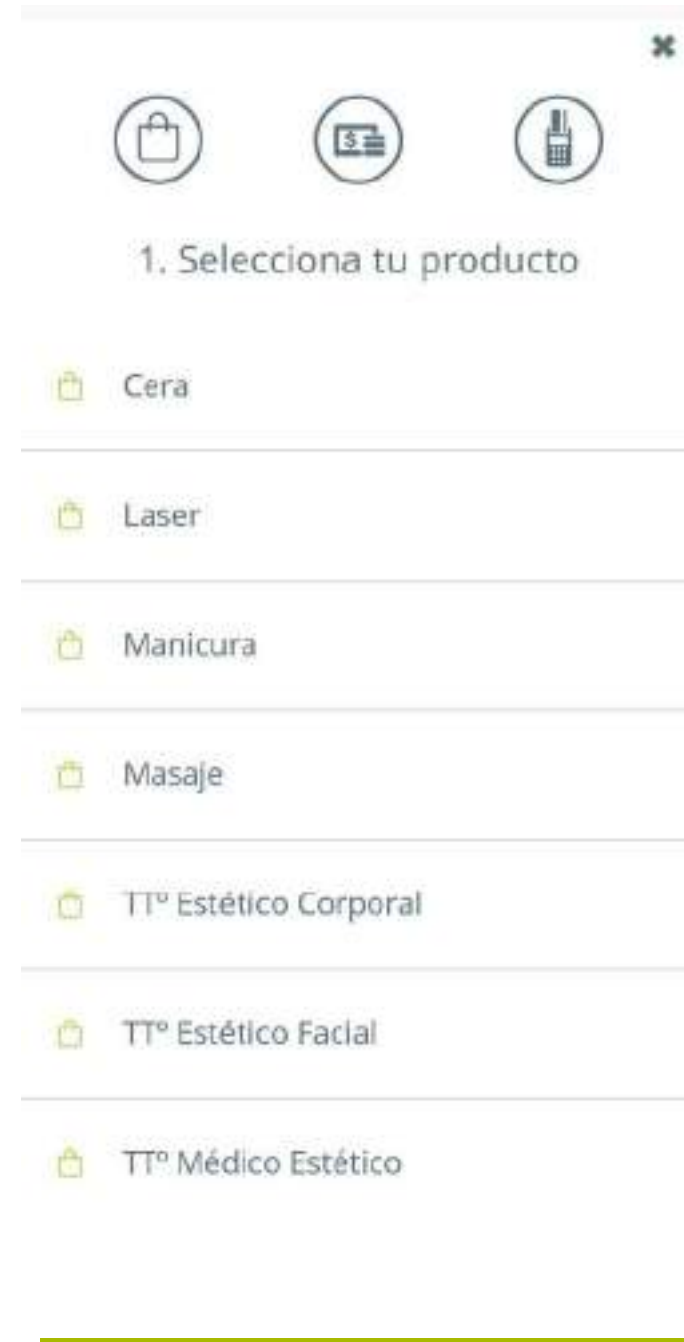 1. Selecciona tu producto
Cera
Laser
Manicura
Masaje
TTº Estético Corporal
TTº Estético Facial
TTº Médico Estético